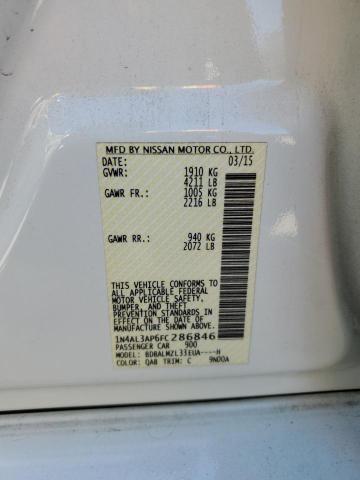 MFD BY NISSAN MOTOR CO., LTD.
DATE: 03/15
GVWR: 1910 KG
4211 LB
GAWR FR.: 1005 KG
2216 LB
GAWR RR.: 940 KG
2072 LB
THIS VEHICLE CONFORMS TO
ALL APPLICABLE FEDERAL
MOTOR VEHICLE SAFETY,
BUMPER, AND THEFT
PREVENTION STANDARDS
IN EFFECT ON THE DATE OF
MANUFACTURE SHOWN ABOVE.
1N4AL3AP6FC286846
PASSENGER CAR 900
MODEL: BDBALMZL33EUA----H
COLOR: QAB TRIM: C 9N00A